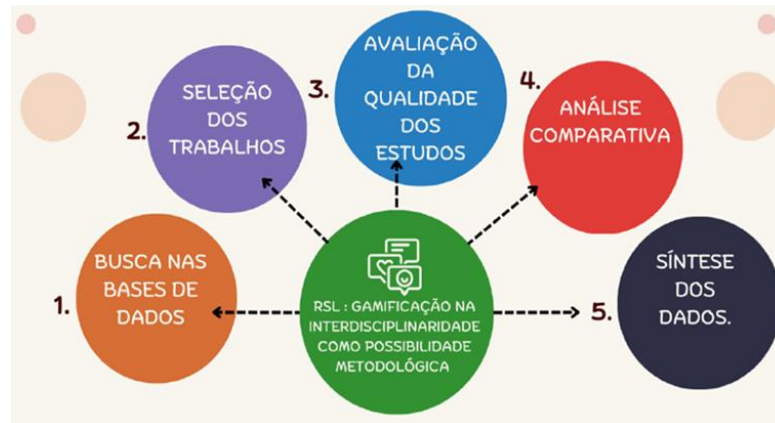 1.
BUSCA NAS
BASES DE
DADOS
2.
SELEÇÃO
DOS
TRABALHOS
3.
AVALIAÇÃO
DA
QUALIDADE
DOS
ESTUDOS
4.
ANÁLISE
COMPARATIVA
5.
SÍNTESE
DOS
DADOS.
RSL : GAMIFICAÇÃO NA
INTERDISCIPLINARIDADE
COMO POSSIBILIDADE
METODOLÓGICA